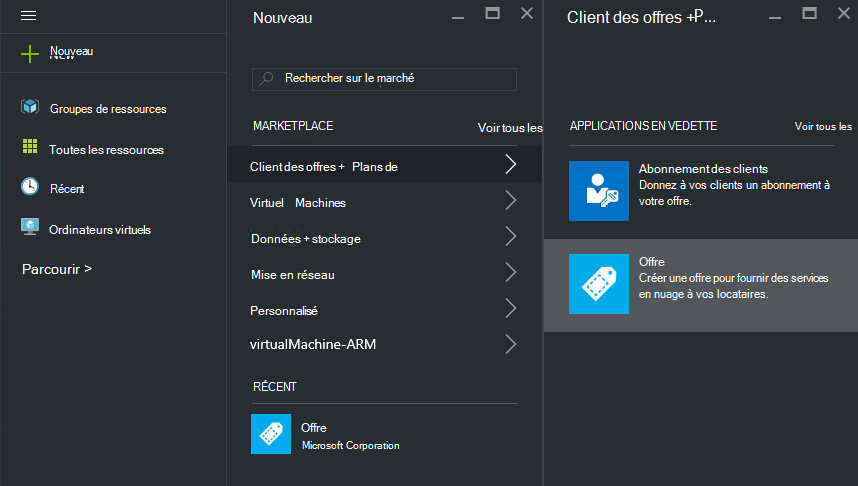 Nouveau
Groupes de ressources
Toutes les ressources
Récent
Ordinateurs virtuels
Parcourir >
Nouveau
Rechercher sur le marché
MARKETPLACE
Voir tous les
Client des offres + Plans de
Virtuel Machines
Données + stockage
Mise en réseau
Personnalisé
virtualMachine-ARM
RÉCENT
Offre
Microsoft Corporation
Client des offres +P...
APPLICATIONS EN VEDETTE
Voir tous les
Abonnement des clients
Donnez à vos clients un abonnement à
votre offre.
Offre
Créer une offre pour fournir des services
en nuage à vos locataires.